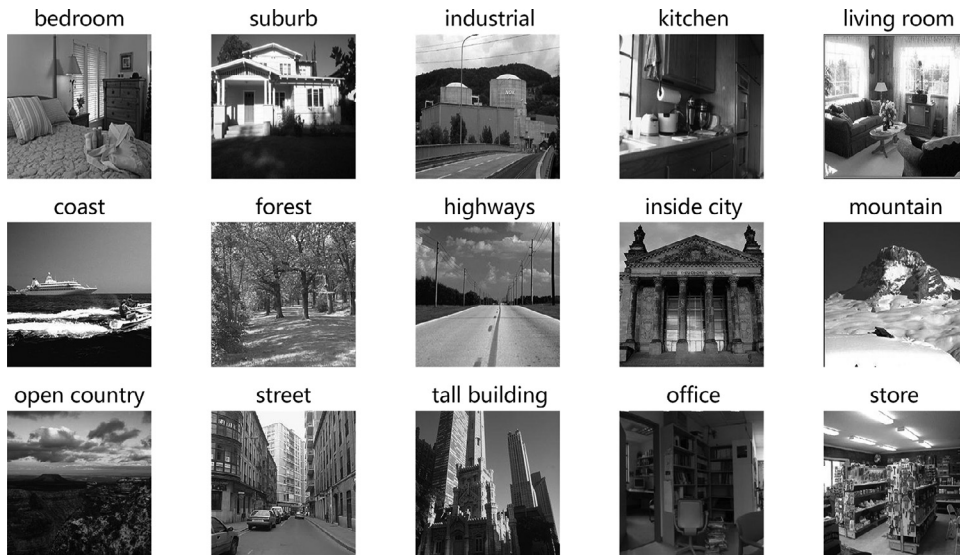 bedroom
suburb
industrial
kitchen
living room
coast
forest
highways
inside city
mountain
open country
street
tall building
office
store